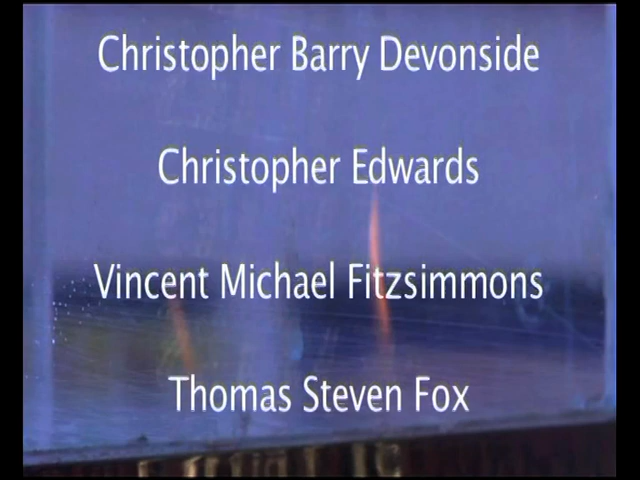 Christopher Barry Devonside
Christopher Edwards
Vincent Michael Fitzsimmons
Thomas Steven Fox